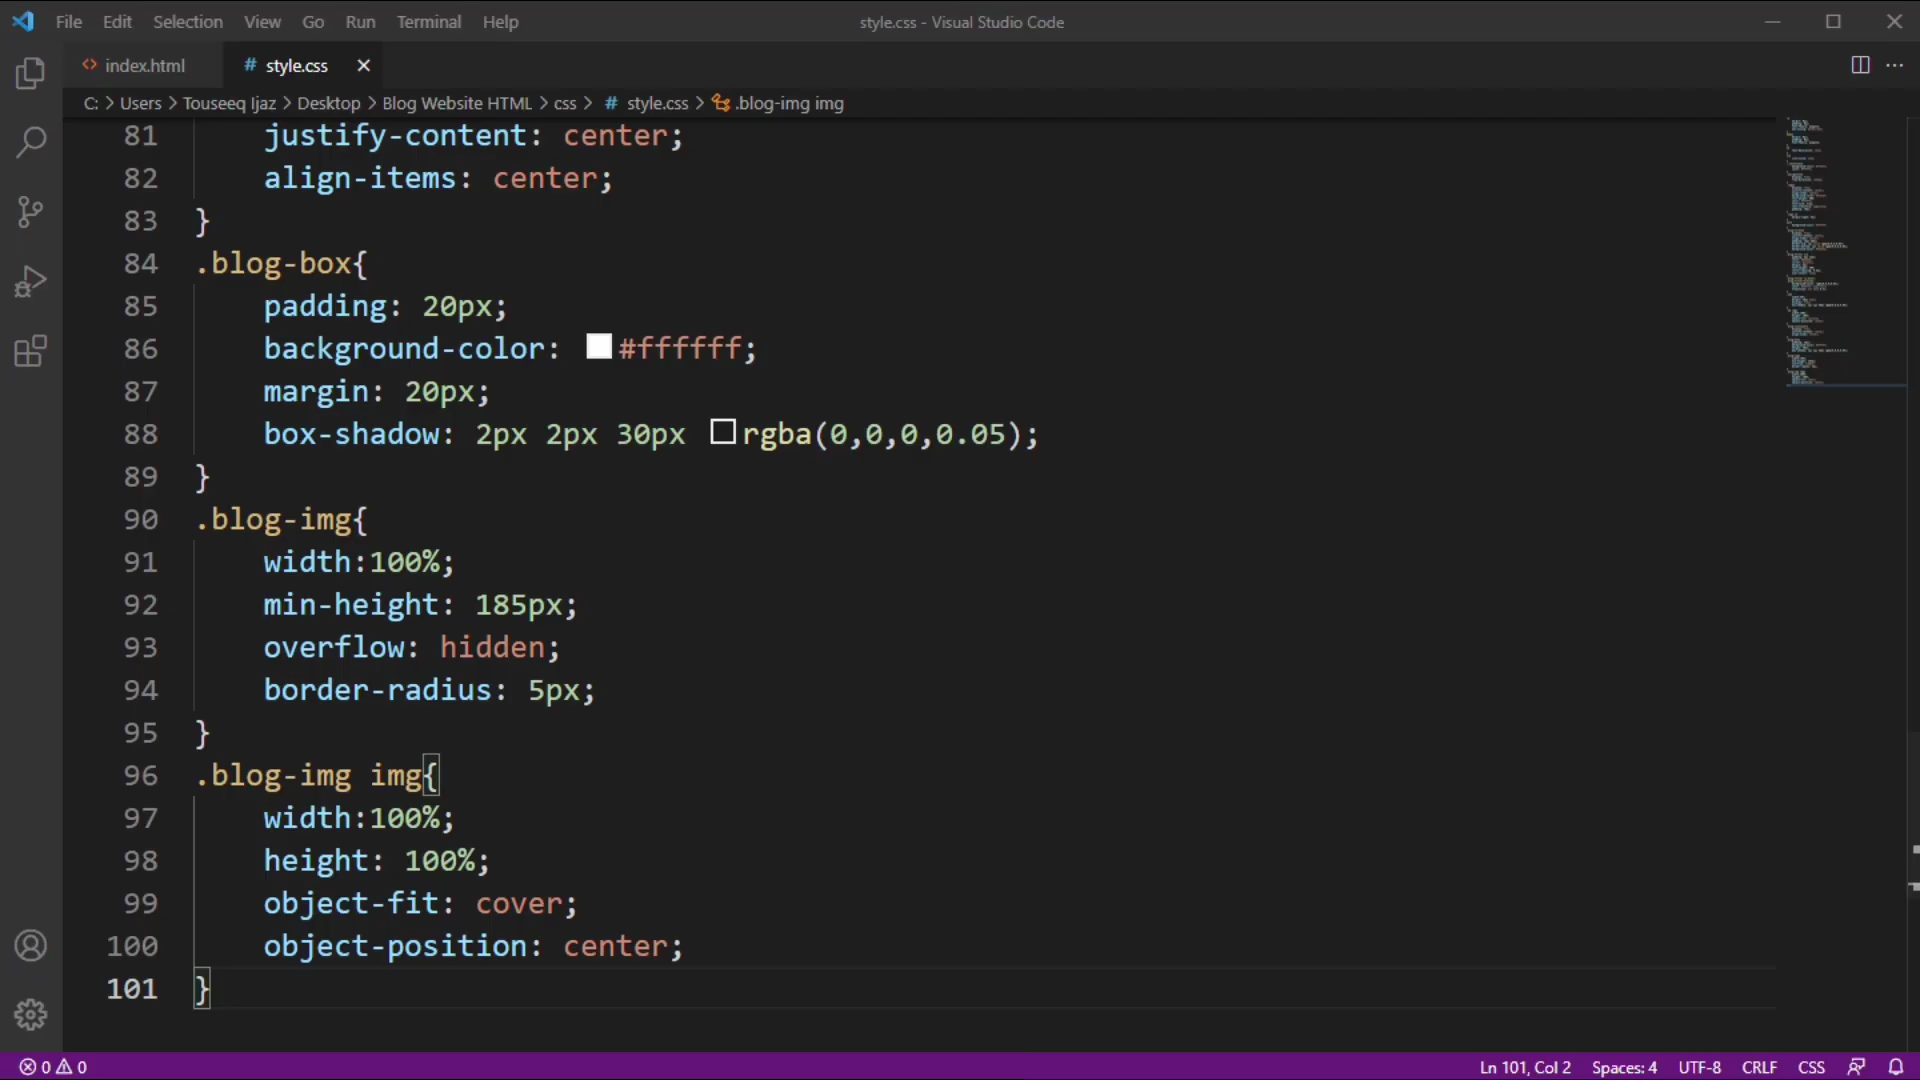 File Edit Selection View Go Run Terminal Help style.css - Visual Studio Code
index.html # style.css
C: > Users > Touseeq Ijaz > Desktop > Blog Website HTML > css > # style.css > .blog-img img
81 justify-content: center;
82 align-items: center;
83 }
84 .blog-box{
85 padding: 20px;
86 background-color: #ffffff;
87 margin: 20px;
88 box-shadow: 2px 2px 30px rgba(0,0,0,0.05);
89 }
90 .blog-img{
91 width:100%;
92 min-height: 185px;
93 overflow: hidden;
94 border-radius: 5px;
95 }
96 .blog-img img{
97 width:100%;
98 height: 100%;
99 object-fit: cover;
100 object-position: center;
101 }
0 0 Ln 101, Col 2 Spaces: 4 UTF-8 CRLF CSS